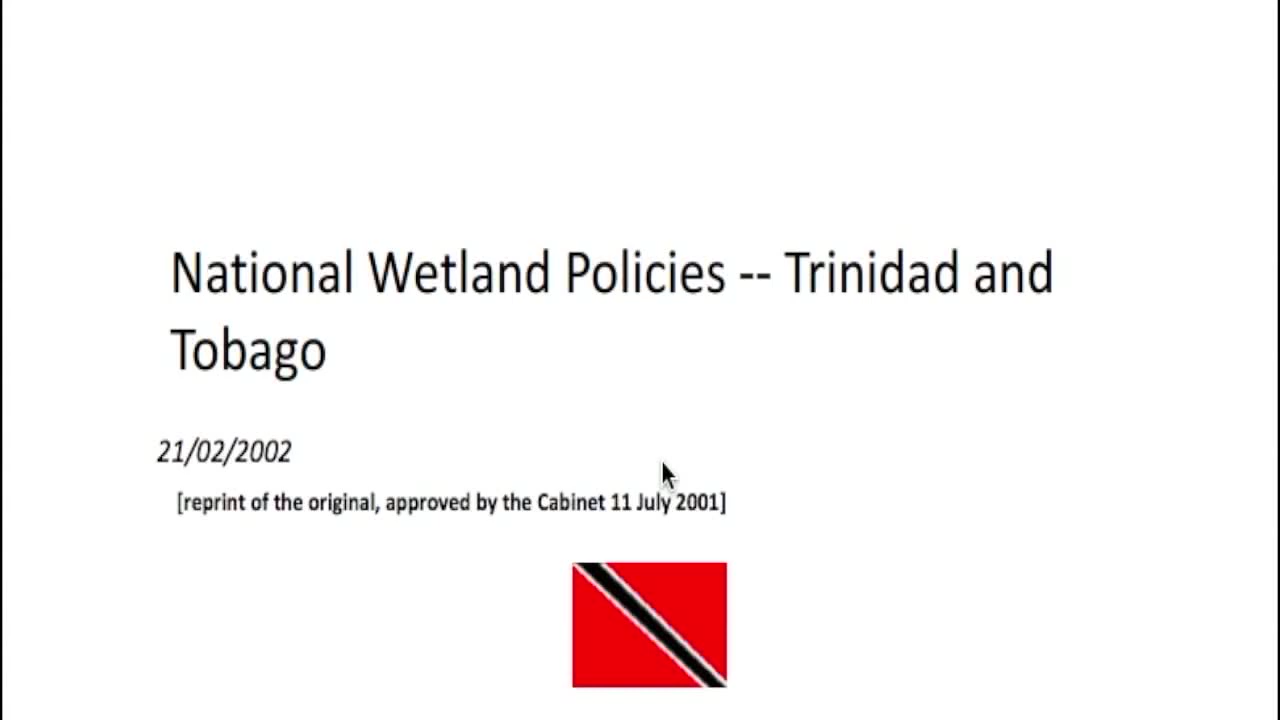 National Wetland Policies -- Trinidad and
Tobago
21/02/2002
[reprint of the original, approved by the Cabinet 11 July 2001]